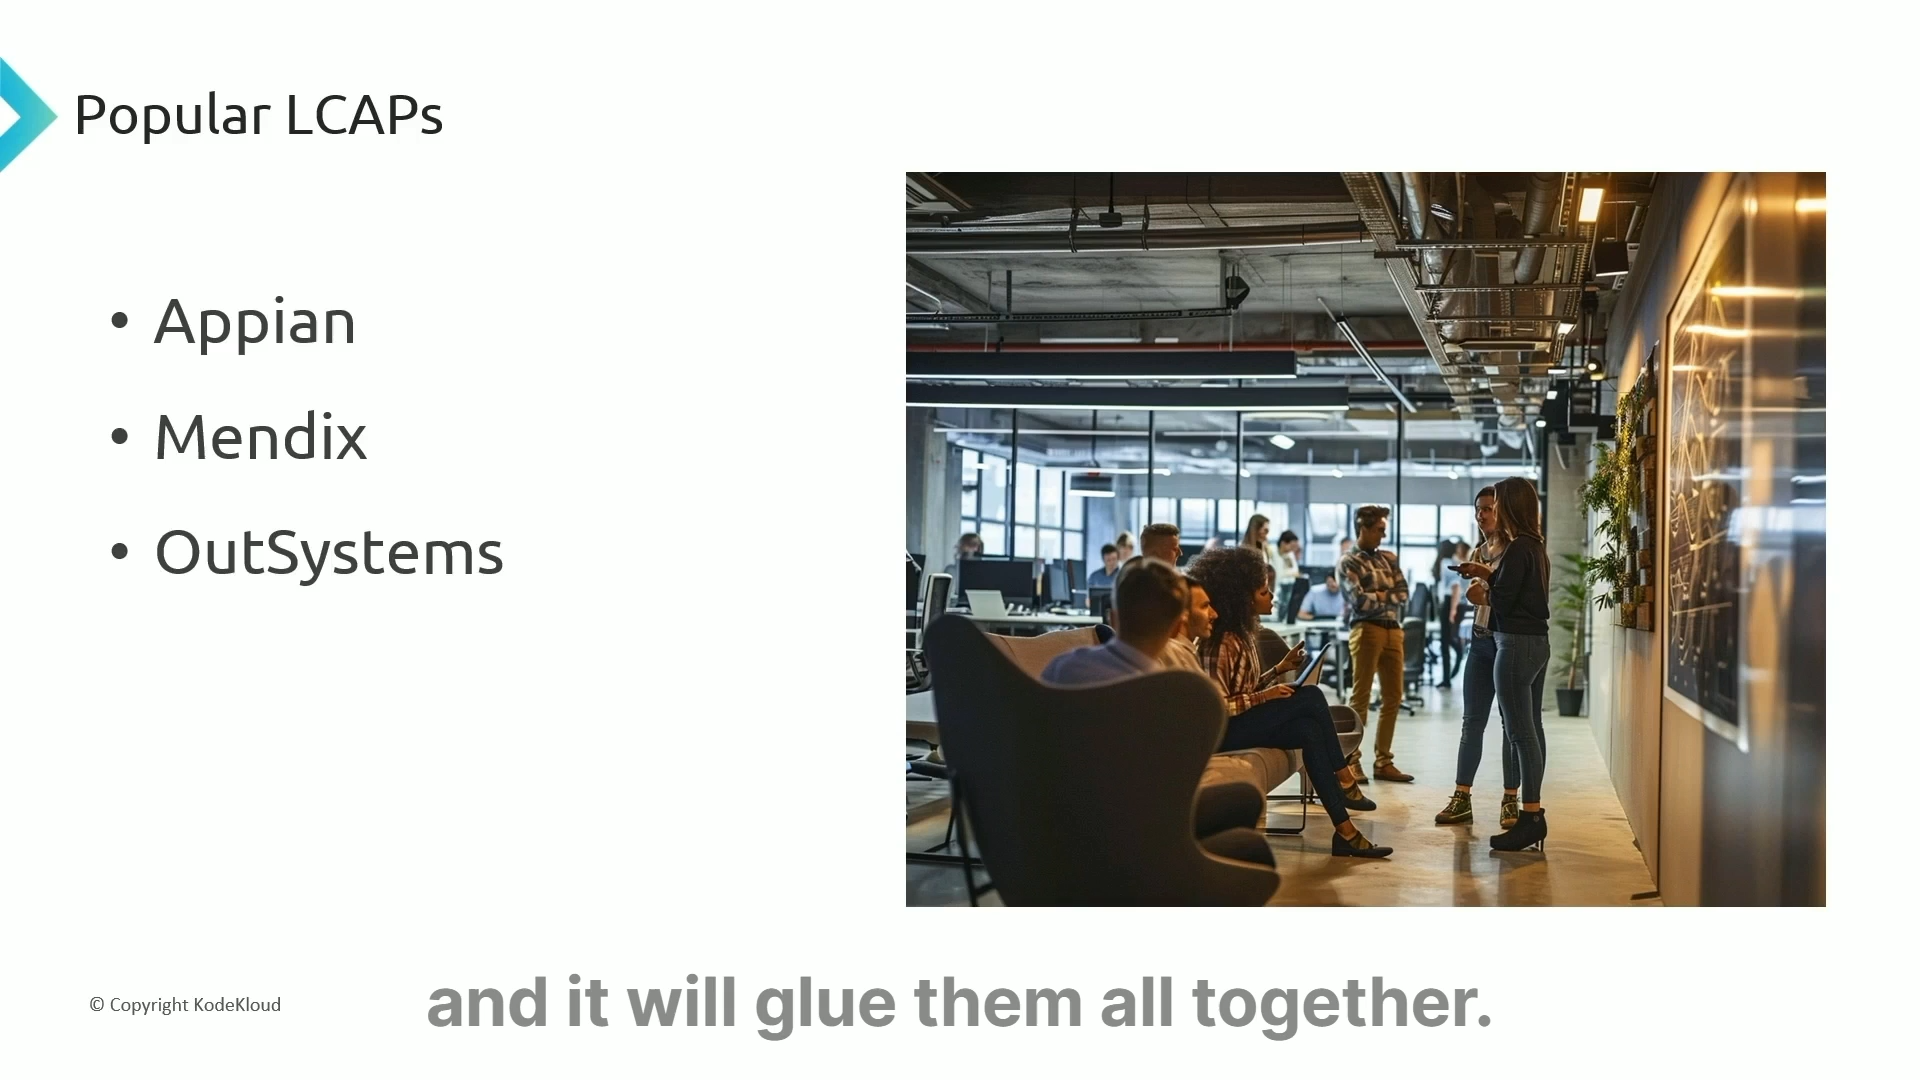 Popular LCAPs
• Appian
• Mendix
• OutSystems
© Copyright KodeKloud
and it will glue them all together.